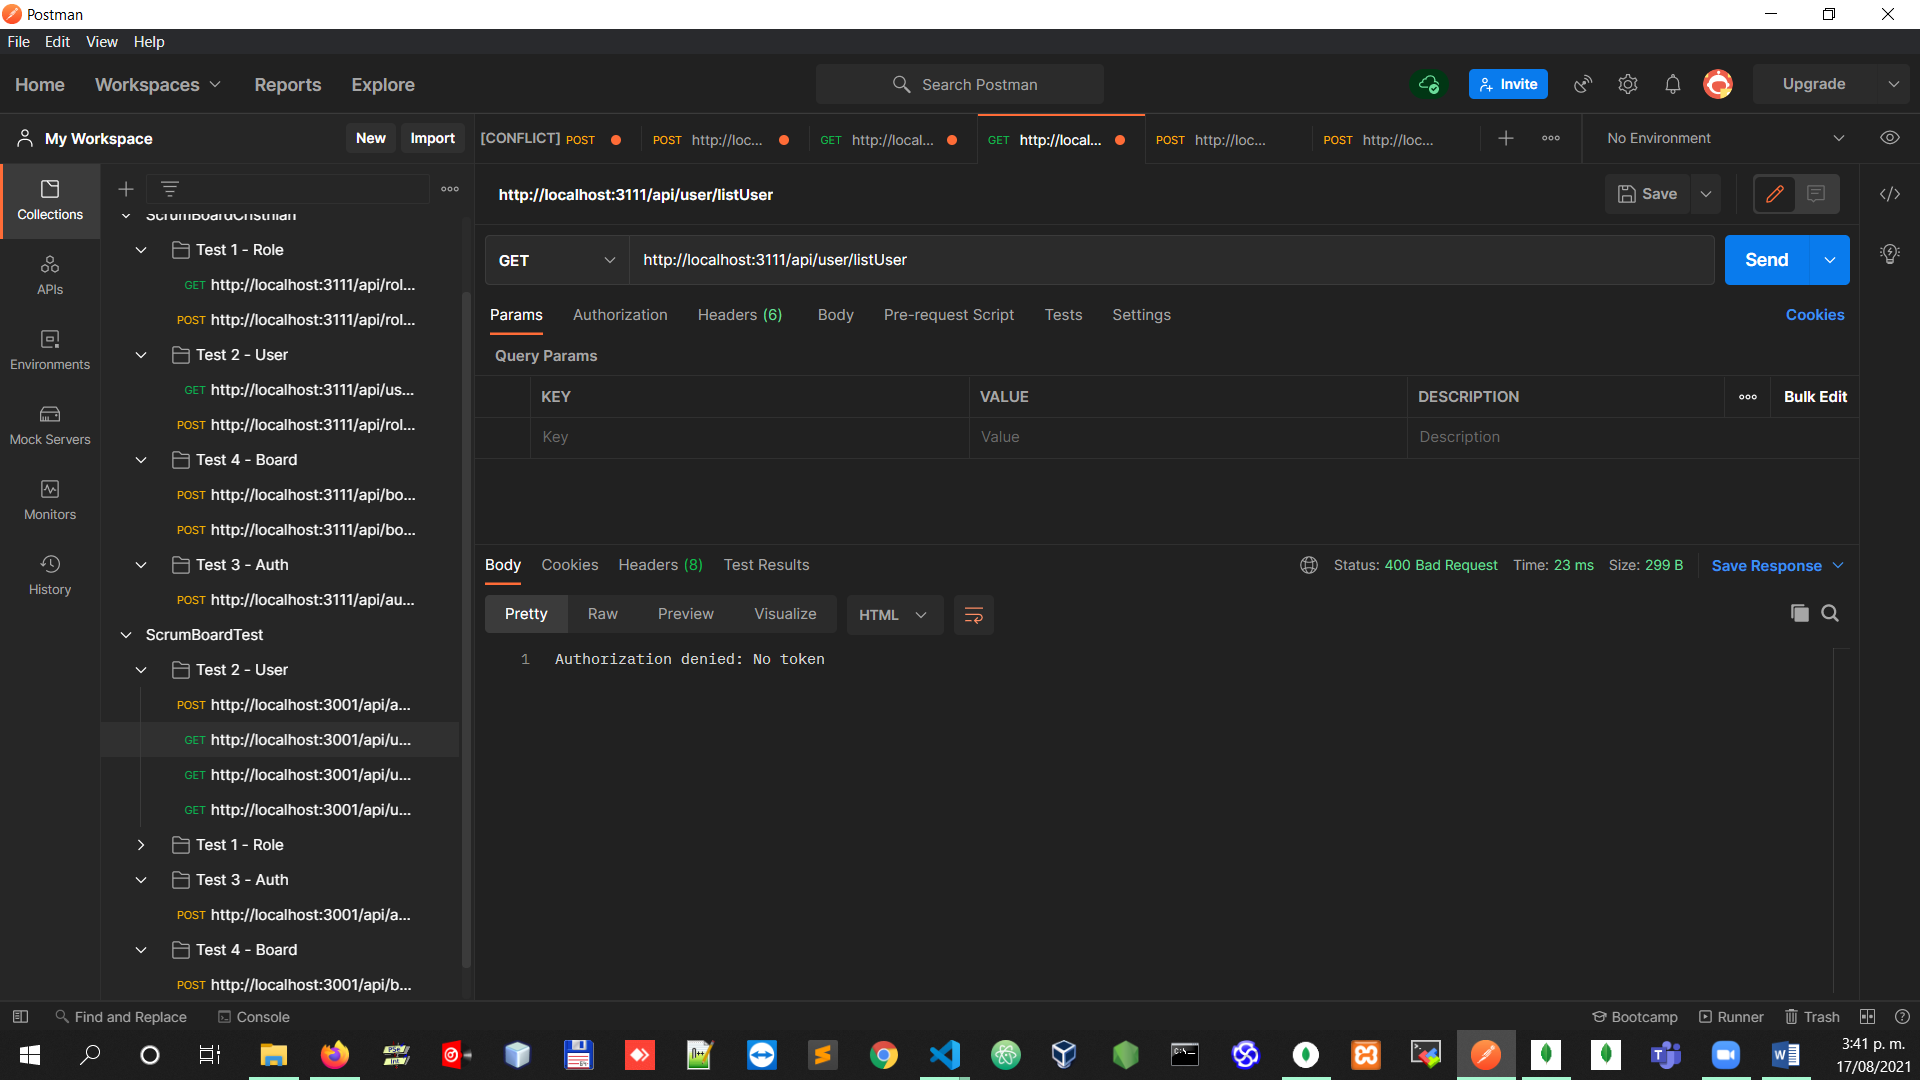 Postman
File Edit View Help
Home Workspaces Reports Explore
Search Postman
Invite
Upgrade
My Workspace
New Import
[CONFLICT] POST
POST http://loc...
GET http://local...
GET http://local...
POST http://loc...
POST http://loc...
No Environment
Collections
APIs
Environments
Mock Servers
Monitors
History
ScrumBoardCristhian
Test 1 - Role
GET http://localhost:3111/api/rol...
POST http://localhost:3111/api/rol...
Test 2 - User
GET http://localhost:3111/api/us...
POST http://localhost:3111/api/rol...
Test 4 - Board
POST http://localhost:3111/api/bo...
POST http://localhost:3111/api/bo...
Test 3 - Auth
POST http://localhost:3111/api/au...
ScrumBoardTest
Test 2 - User
POST http://localhost:3001/api/a...
GET http://localhost:3001/api/u...
GET http://localhost:3001/api/u...
GET http://localhost:3001/api/u...
Test 1 - Role
Test 3 - Auth
POST http://localhost:3001/api/a...
Test 4 - Board
POST http://localhost:3001/api/b...
http://localhost:3111/api/user/listUser
Save
GET http://localhost:3111/api/user/listUser
Send
Params Authorization Headers (6) Body Pre-request Script Tests Settings
Cookies
Query Params
KEY VALUE DESCRIPTION Bulk Edit
Key Value Description
Body Cookies Headers (8) Test Results
Status: 400 Bad Request Time: 23 ms Size: 299 B
Save Response
Pretty Raw Preview Visualize HTML
1 Authorization denied: No token
Find and Replace Console
Bootcamp Runner Trash
3:41 p. m.
17/08/2021